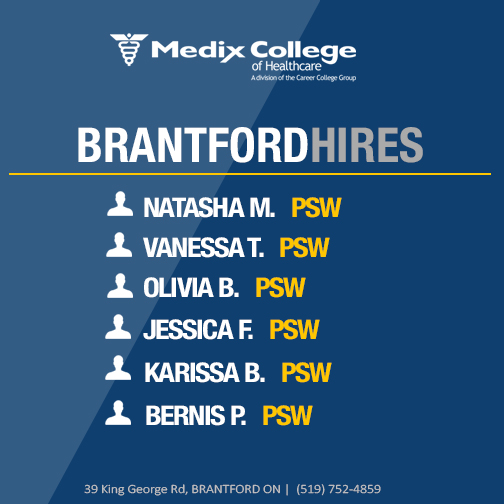 Medix College
of Healthcare
A division of the Career College Group
BRANTFORDHIRES
NATASHA M. PSW
VANESSA T. PSW
OLIVIA B. PSW
JESSICA F. PSW
KARISSA B. PSW
BERNIS P. PSW
39 King George Rd, BRANTFORD ON | (519) 752-4859